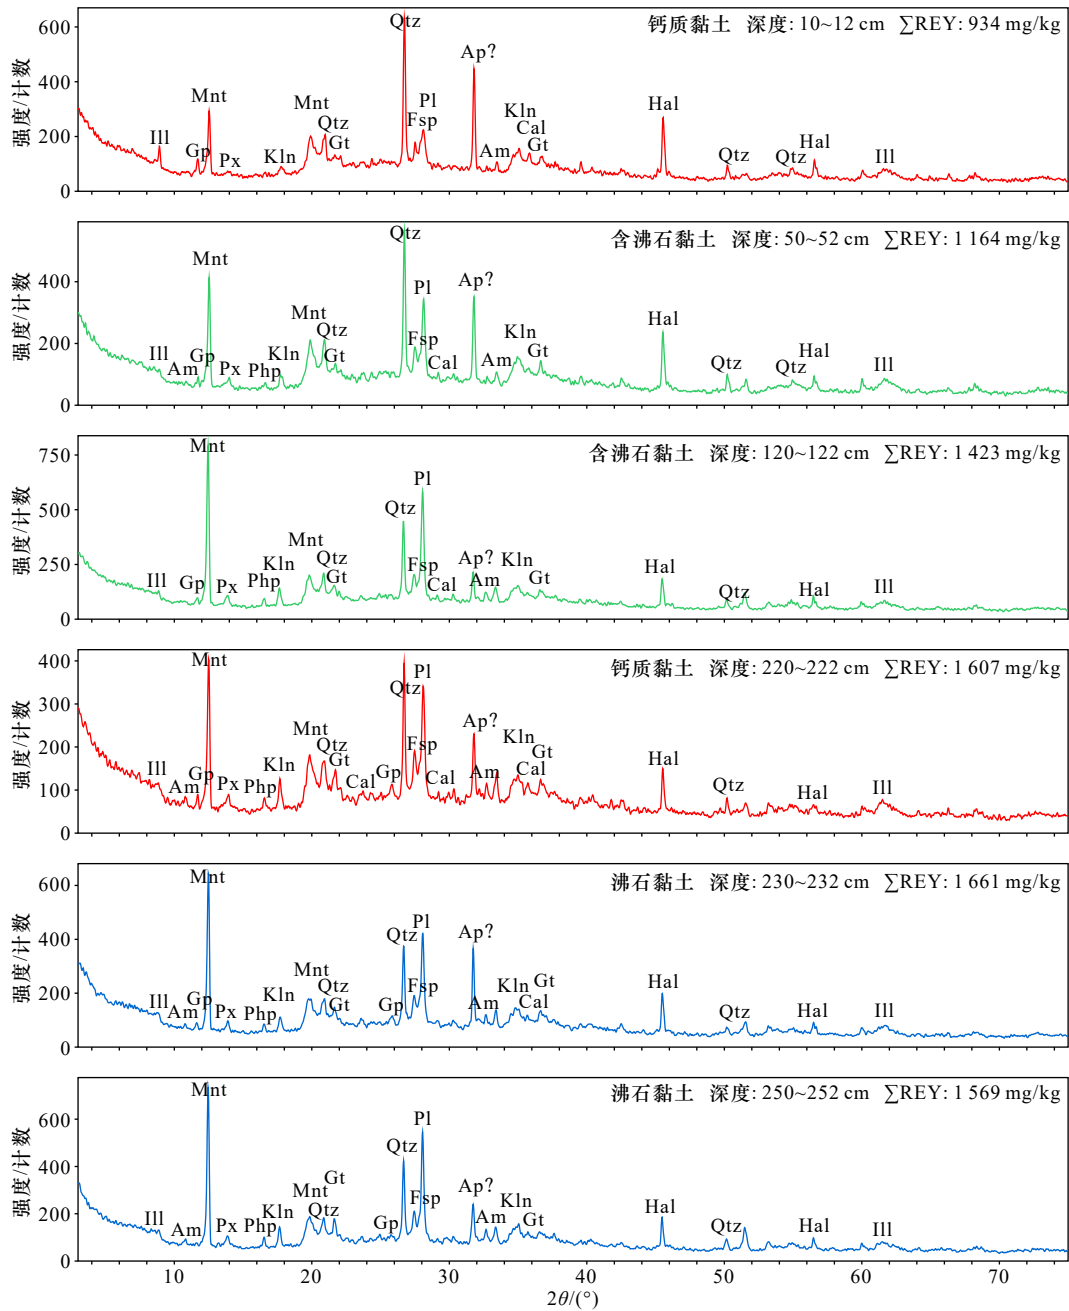 钙质黏土 深度: 10~12 cm ∑REY: 934 mg/kg
强度/计数
600
400
200
0
Ill
Gp
Mnt
Px
Kln
Mnt
Qtz
Gt
Qtz
Pl
Fsp
Ap?
Am
Kln
Cal
Gt
Hal
Qtz
Qtz
Hal
Ill
含沸石黏土 深度: 50~52 cm ∑REY: 1 164 mg/kg
强度/计数
400
200
0
Ill
Am
Gp
Mnt
Px
Php
Kln
Mnt
Qtz
Gt
Qtz
Pl
Fsp
Cal
Ap?
Am
Kln
Gt
Hal
Qtz
Qtz
Hal
Ill
含沸石黏土 深度: 120~122 cm ∑REY: 1 423 mg/kg
强度/计数
750
500
250
0
Ill
Gp
Mnt
Px
Php
Kln
Mnt
Qtz
Gt
Qtz
Pl
Fsp
Cal
Ap?
Am
Kln
Gt
Hal
Qtz
Hal
Ill
钙质黏土 深度: 220~222 cm ∑REY: 1 607 mg/kg
强度/计数
400
300
200
100
0
Ill
Am
Gp
Mnt
Px
Php
Kln
Mnt
Qtz
Gt
Cal
Gp
Qtz
Pl
Fsp
Cal
Ap?
Am
Kln
Gt
Cal
Hal
Qtz
Hal
Ill
沸石黏土 深度: 230~232 cm ∑REY: 1 661 mg/kg
强度/计数
600
400
200
0
Ill
Am
Gp
Mnt
Px
Php
Kln
Mnt
Qtz
Gt
Gp
Qtz
Pl
Fsp
Ap?
Am
Kln
Gt
Cal
Hal
Qtz
Hal
Ill
沸石黏土 深度: 250~252 cm ∑REY: 1 569 mg/kg
强度/计数
600
400
200
0
Ill
Am
Mnt
Px
Php
Kln
Mnt
Gt
Qtz
Gp
Qtz
Pl
Fsp
Ap?
Am
Kln
Gt
Hal
Qtz
Hal
Ill
10 20 30 40 50 60 70
2θ/(°)